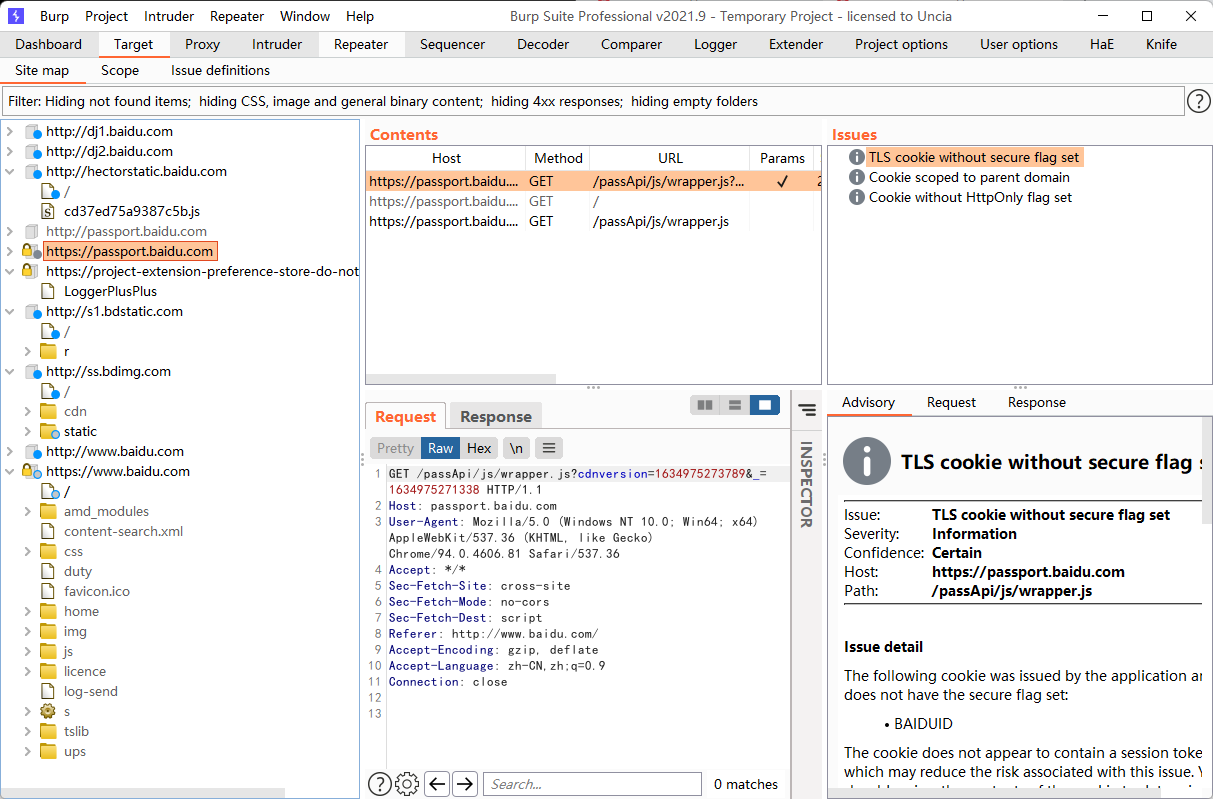 Burp Project Intruder Repeater Window Help Burp Suite Professional v2021.9 - Temporary Project - licensed to Uncia
Dashboard Target Proxy Intruder Repeater Sequencer Decoder Comparer Logger Extender Project options User options HaE Knife
Site map Scope Issue definitions
Filter: Hiding not found items; hiding CSS, image and general binary content; hiding 4xx responses; hiding empty folders
?
http://dj1.baidu.com
http://dj2.baidu.com
http://hectorstatic.baidu.com
/
cd37ed75a9387c5b.js
http://passport.baidu.com
https://passport.baidu.com
https://project-extension-preference-store-do-not
LoggerPlusPlus
http://s1.bdstatic.com
/
r
http://ss.bdimg.com
/
cdn
static
http://www.baidu.com
https://www.baidu.com
/
amd_modules
content-search.xml
css
duty
favicon.ico
home
img
js
licence
log-send
s
tslib
ups
Contents
Host Method URL Params
https://passport.baidu.... GET /passApi/js/wrapper.js?... ✓ 2
https://passport.baidu.... GET /
https://passport.baidu.... GET /passApi/js/wrapper.js
Issues
TLS cookie without secure flag set
Cookie scoped to parent domain
Cookie without HttpOnly flag set
Request Response
Pretty Raw Hex \n
1 GET /passApi/js/wrapper.js?cdnversion=1634975273789&_=
1634975271338 HTTP/1.1
2 Host: passport.baidu.com
3 User-Agent: Mozilla/5.0 (Windows NT 10.0; Win64; x64)
AppleWebKit/537.36 (KHTML, like Gecko)
Chrome/94.0.4606.81 Safari/537.36
4 Accept: */*
5 Sec-Fetch-Site: cross-site
6 Sec-Fetch-Mode: no-cors
7 Sec-Fetch-Dest: script
8 Referer: http://www.baidu.com/
9 Accept-Encoding: gzip, deflate
10 Accept-Language: zh-CN,zh;q=0.9
11 Connection: close
12
13
? Search... 0 matches
INSPECTOR
Advisory Request Response
TLS cookie without secure flag s
Issue: TLS cookie without secure flag set
Severity: Information
Confidence: Certain
Host: https://passport.baidu.com
Path: /passApi/js/wrapper.js
Issue detail
The following cookie was issued by the application
does not have the secure flag set:
• BAIDUID
The cookie does not appear to contain a session toke
which may reduce the risk associated with this issue.